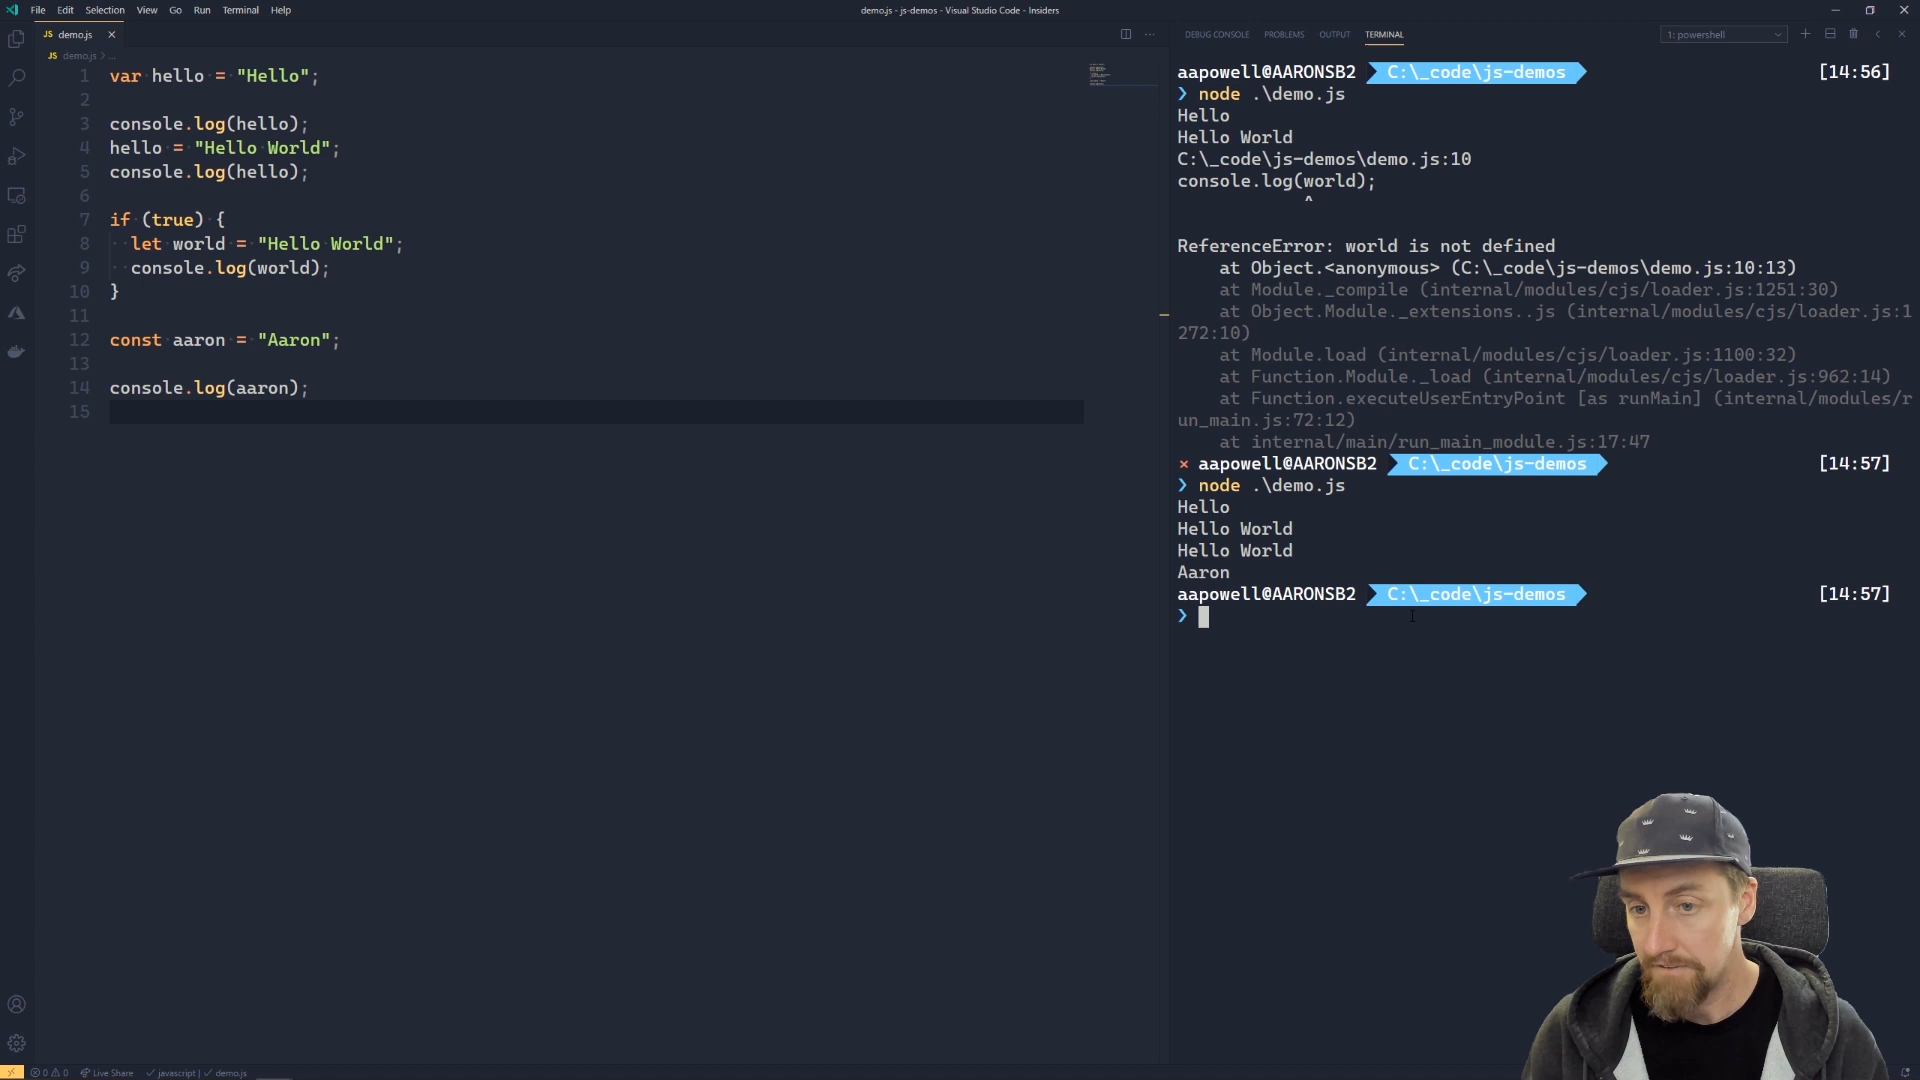 File Edit Selection View Go Run Terminal Help
demo.js - js-demos - Visual Studio Code - Insiders
JS demo.js
JS demo.js > ...
1 var hello = "Hello";
2
3 console.log(hello);
4 hello = "Hello World";
5 console.log(hello);
6
7 if (true) {
8 let world = "Hello World";
9 console.log(world);
10 }
11
12 const aaron = "Aaron";
13
14 console.log(aaron);
15
DEBUG CONSOLE PROBLEMS OUTPUT TERMINAL
1: powershell
aapowell@AARONSB2 C:\_code\js-demos [14:56]
❯ node .\demo.js
Hello
Hello World
C:\_code\js-demos\demo.js:10
console.log(world);
^
ReferenceError: world is not defined
at Object.<anonymous> (C:\_code\js-demos\demo.js:10:13)
at Module._compile (internal/modules/cjs/loader.js:1251:30)
at Object.Module._extensions..js (internal/modules/cjs/loader.js:1
272:10)
at Module.load (internal/modules/cjs/loader.js:1100:32)
at Function.Module._load (internal/modules/cjs/loader.js:962:14)
at Function.executeUserEntryPoint [as runMain] (internal/modules/r
un_main.js:72:12)
at internal/main/run_main_module.js:17:47
× aapowell@AARONSB2 C:\_code\js-demos [14:57]
❯ node .\demo.js
Hello
Hello World
Hello World
Aaron
aapowell@AARONSB2 C:\_code\js-demos [14:57]
❯
0 0 Live Share javascript | demo.js